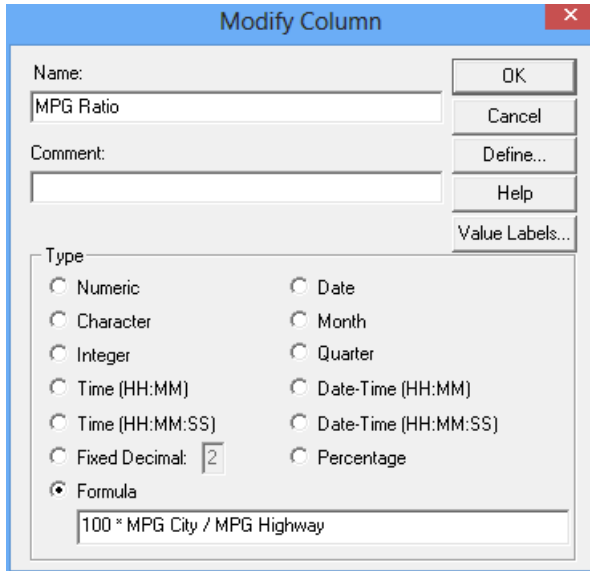 Modify Column
Name:
MPG Ratio
OK
Cancel
Comment:
Define...
Help
Value Labels...
Type
Numeric
Date
Character
Month
Integer
Quarter
Time (HH:MM)
Date-Time (HH:MM)
Time (HH:MM:SS)
Date-Time (HH:MM:SS)
Fixed Decimal: 2
Percentage
Formula
100 * MPG City / MPG Highway